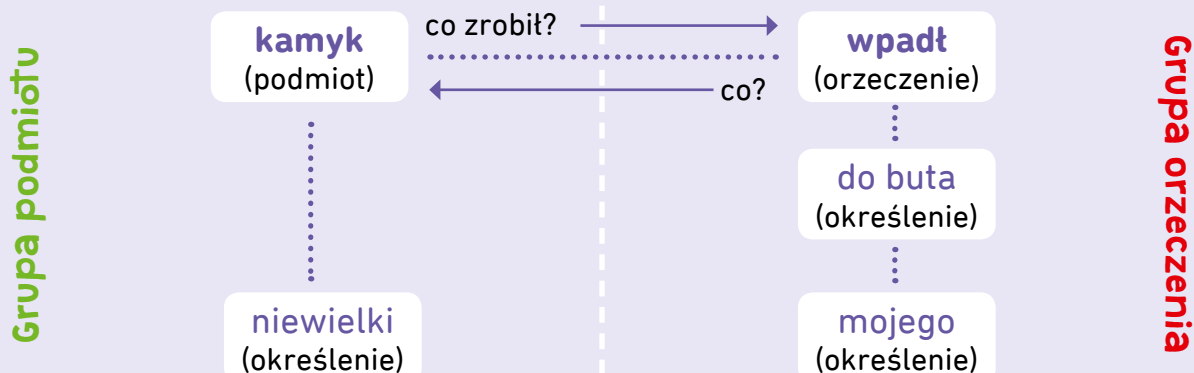 Grupa podmiotu
kamyk
(podmiot)
co zrobił?
co?
wpadł
(orzeczenie)
do buta
(określenie)
niewielki
(określenie)
mojego
(określenie)
Grupa orzeczenia